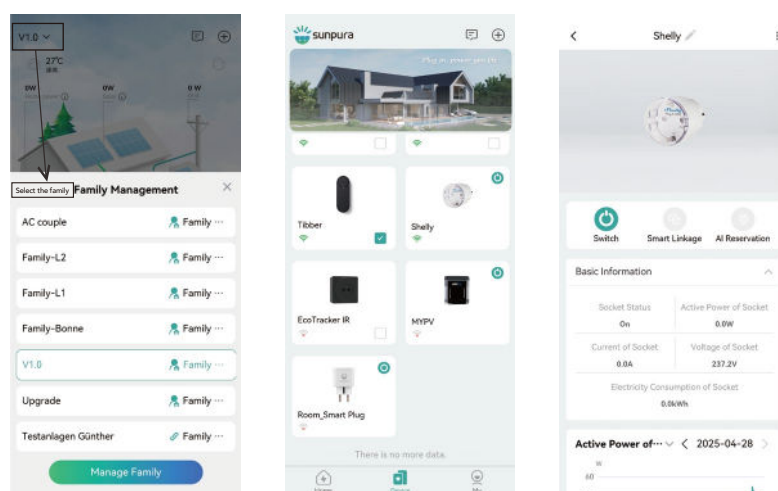 V1.0
27°C
0W
0W
0 W
Select the family
Family Management
AC couple
Family ···
Family-L2
Family ···
Family-L1
Family ···
Family-Bonne
Family ···
V1.0
Family ···
Upgrade
Family ···
Testanlagen Günther
Family ···
Manage Family
sunpura
Tibber
Shelly
EcoTracker IR
MYPV
Room_Smart Plug
There is no more data.
Shelly
Switch
Smart Linkage
AI Reservation
Basic Information
Socket Status
Active Power of Socket
On
0.0W
Current of Socket
Voltage of Socket
0.0A
237.2V
Electricity Consumption of Socket
0.0kWh
Active Power of···
2025-04-28
W
60